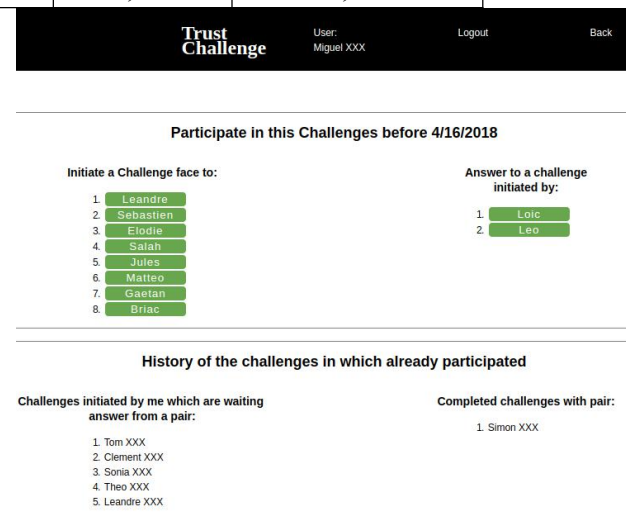 Trust
Challenge
User:
Miguel XXX
Logout
Back
Participate in this Challenges before 4/16/2018
Initiate a Challenge face to:
1. Leandre
2. Sebastien
3. Elodie
4. Salah
5. Jules
6. Matteo
7. Gaetan
8. Briac
Answer to a challenge
initiated by:
1. Loic
2. Leo
History of the challenges in which already participated
Challenges initiated by me which are waiting
answer from a pair:
1. Tom XXX
2. Clement XXX
3. Sonia XXX
4. Theo XXX
5. Leandre XXX
Completed challenges with pair:
1. Simon XXX